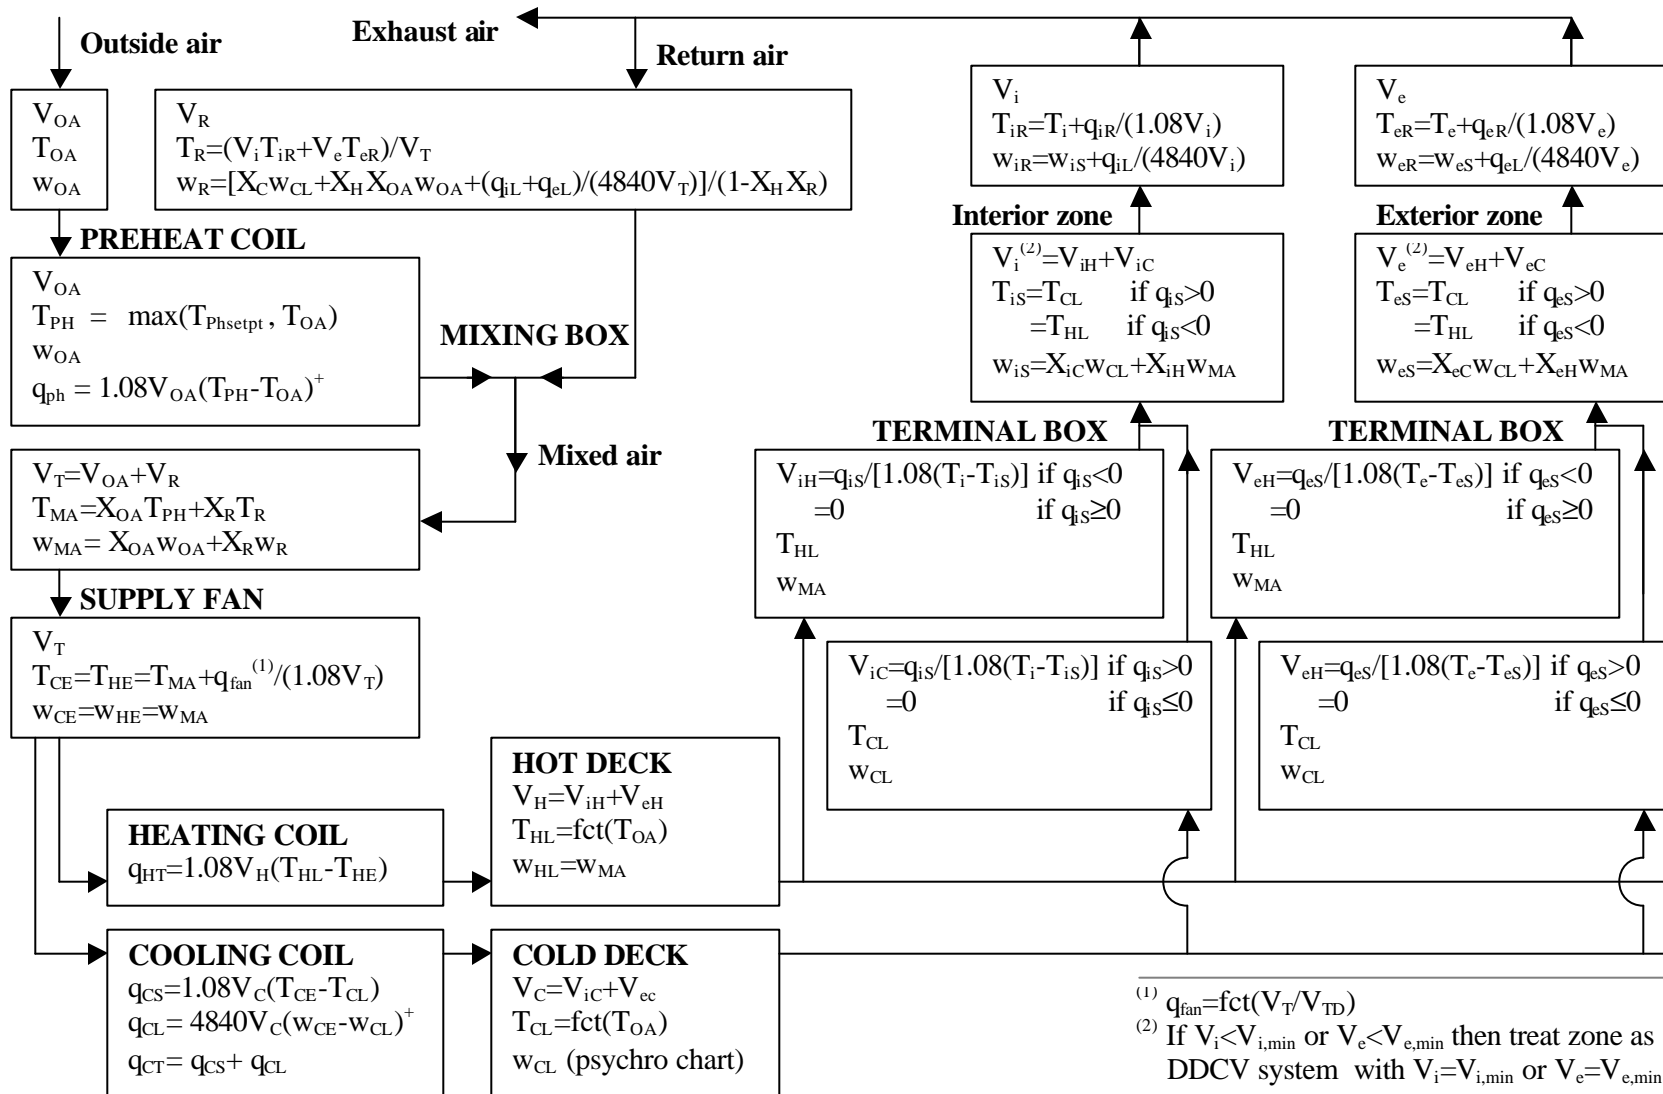 Outside air
Exhaust air
Return air
V_OA
T_OA
w_OA
V_R
T_R=(V_iT_iR+V_eT_eR)/V_T
w_R=[X_Cw_CL+X_HX_OAw_OA+(q_iL+q_eL)/(4840V_T)]/(1-X_HX_R)
V_i
T_iR=T_i+q_iR/(1.08V_i)
w_iR=w_iS+q_iL/(4840V_i)
V_e
T_eR=T_e+q_eR/(1.08V_e)
w_eR=w_eS+q_eL/(4840V_e)
PREHEAT COIL
V_OA
T_PH = max(T_Phsetpt, T_OA)
w_OA
q_ph = 1.08V_OA(T_PH-T_OA)^+
MIXING BOX
Interior zone
V_i^(2)=V_iH+V_iC
T_iS=T_CL if q_iS>0
=T_HL if q_iS<0
w_iS=X_iCw_CL+X_iHw_MA
Exterior zone
V_e^(2)=V_eH+V_eC
T_eS=T_CL if q_eS>0
=T_HL if q_eS<0
w_eS=X_eCw_CL+X_eHw_MA
Mixed air
V_T=V_OA+V_R
T_MA=X_OAT_PH+X_RT_R
w_MA= X_OAw_OA+X_Rw_R
TERMINAL BOX
V_iH=q_iS/[1.08(T_i-T_iS)] if q_iS<0
=0 if q_iS≥0
T_HL
w_MA
TERMINAL BOX
V_eH=q_eS/[1.08(T_e-T_eS)] if q_eS<0
=0 if q_eS≥0
T_HL
w_MA
SUPPLY FAN
V_T
T_CE=T_HE=T_MA+q_fan^(1)/(1.08V_T)
w_CE=w_HE=w_MA
V_iC=q_iS/[1.08(T_i-T_iS)] if q_iS>0
=0 if q_iS≤0
T_CL
w_CL
V_eH=q_eS/[1.08(T_e-T_eS)] if q_eS>0
=0 if q_eS≤0
T_CL
w_CL
HEATING COIL
q_HT=1.08V_H(T_HL-T_HE)
HOT DECK
V_H=V_iH+V_eH
T_HL=fct(T_OA)
w_HL=w_MA
COOLING COIL
q_CS=1.08V_C(T_CE-T_CL)
q_CL= 4840V_C(w_CE-w_CL)^+
q_CT= q_CS+ q_CL
COLD DECK
V_C=V_iC+V_ec
T_CL=fct(T_OA)
w_CL (psychro chart)
(1) q_fan=fct(V_T/V_TD)
(2) If V_i<V_i,min or V_e<V_e,min then treat zone as
DDCV system with V_i=V_i,min or V_e=V_e,min